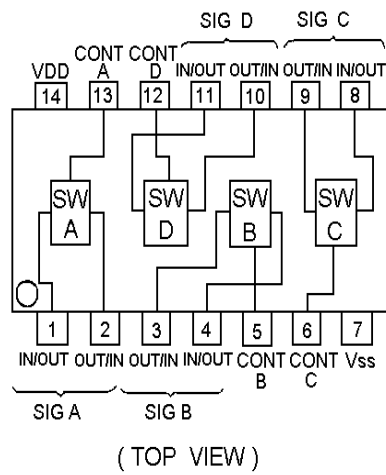 SIG D SIG C
CONT CONT
VDD A D IN/OUT OUT/IN OUT/IN IN/OUT
14 13 12 11 10 9 8
SW SW SW SW
A D B C
1 2 3 4 5 6 7
IN/OUT OUT/IN OUT/IN IN/OUT CONT CONT Vss
B C
SIG A SIG B
( TOP VIEW )